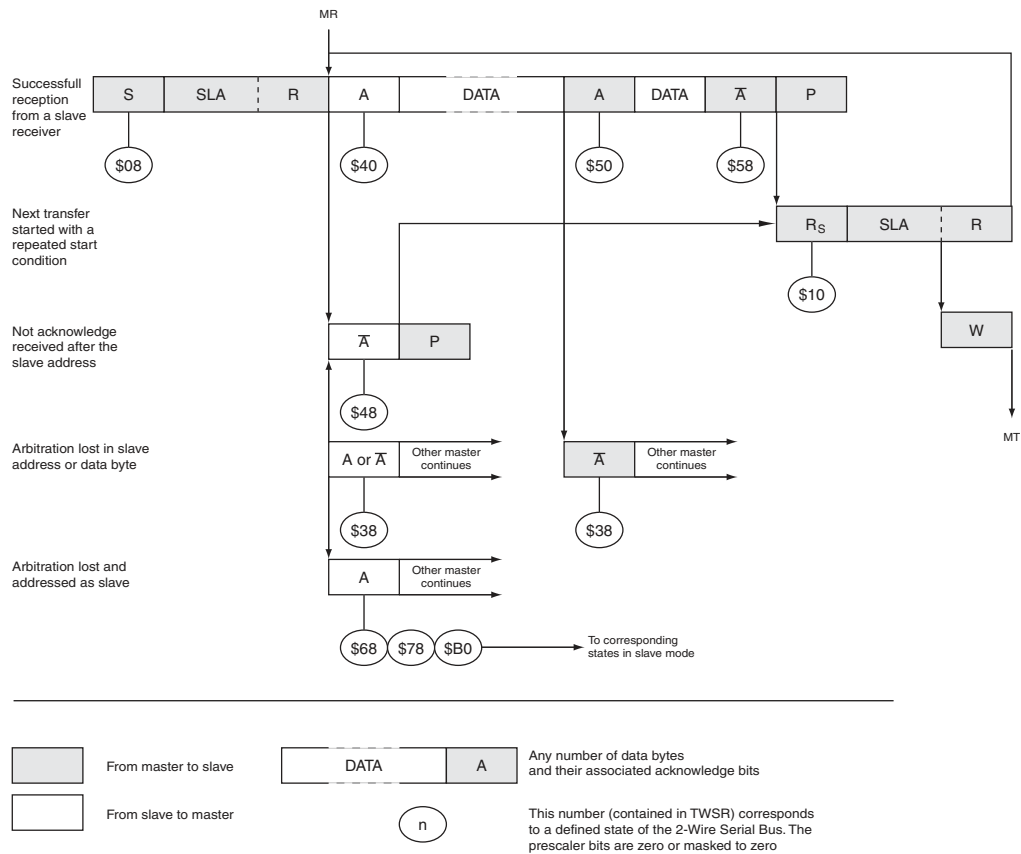 MR
Successfull
reception
from a slave
receiver
S SLA R A DATA A DATA A̅ P
$08 $40 $50 $58
Next transfer
started with a
repeated start
condition
RS SLA R
$10
Not acknowledge
received after the
slave address
A̅ P
W
$48
MT
Arbitration lost in slave
address or data byte
A or A̅ Other master
continues
A̅ Other master
continues
$38 $38
Arbitration lost and
addressed as slave
A Other master
continues
$68 $78 $B0 To corresponding
states in slave mode
From master to slave
DATA A Any number of data bytes
and their associated acknowledge bits
From slave to master
n This number (contained in TWSR) corresponds
to a defined state of the 2-Wire Serial Bus. The
prescaler bits are zero or masked to zero